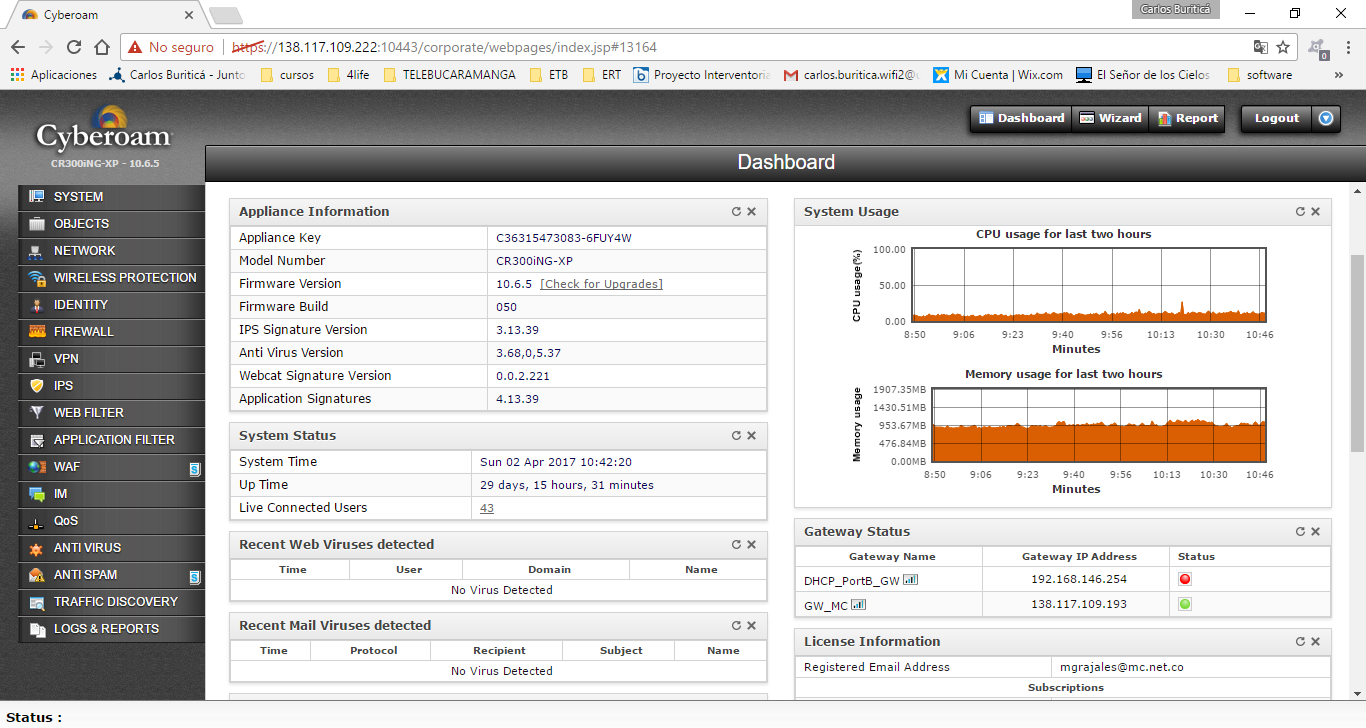 Cyberoam
Carlos Buriticá
No seguro https://138.117.109.222:10443/corporate/webpages/index.jsp#13164
Aplicaciones Carlos Buriticá - Junto cursos 4life TELEBUCARAMANGA ETB ERT Proyecto Interventoria carlos.buritica.wifi2@ Mi Cuenta | Wix.com El Señor de los Cielos software »
Cyberoam
CR300iNG-XP - 10.6.5
Dashboard Wizard Report Logout
Dashboard
SYSTEM
OBJECTS
NETWORK
WIRELESS PROTECTION
IDENTITY
FIREWALL
VPN
IPS
WEB FILTER
APPLICATION FILTER
WAF
IM
QoS
ANTI VIRUS
ANTI SPAM
TRAFFIC DISCOVERY
LOGS & REPORTS
Appliance Information
Appliance Key C36315473083-6FUY4W
Model Number CR300iNG-XP
Firmware Version 10.6.5 [Check for Upgrades]
Firmware Build 050
IPS Signature Version 3.13.39
Anti Virus Version 3.68,0,5.37
Webcat Signature Version 0.0.2.221
Application Signatures 4.13.39
System Status
System Time Sun 02 Apr 2017 10:42:20
Up Time 29 days, 15 hours, 31 minutes
Live Connected Users 43
Recent Web Viruses detected
Time User Domain Name
No Virus Detected
Recent Mail Viruses detected
Time Protocol Recipient Subject Name
No Virus Detected
System Usage
CPU usage for last two hours
CPU usage(%)
100.00
50.00
0.00
8:50 9:06 9:23 9:40 9:56 10:13 10:30 10:46
Minutes
Memory usage for last two hours
Memory usage
1907.35MB
1430.51MB
953.67MB
476.84MB
0.00MB
8:50 9:06 9:23 9:40 9:56 10:13 10:30 10:46
Minutes
Gateway Status
Gateway Name Gateway IP Address Status
DHCP_PortB_GW 192.168.146.254
GW_MC 138.117.109.193
License Information
Registered Email Address mgrajales@mc.net.co
Subscriptions
Status :